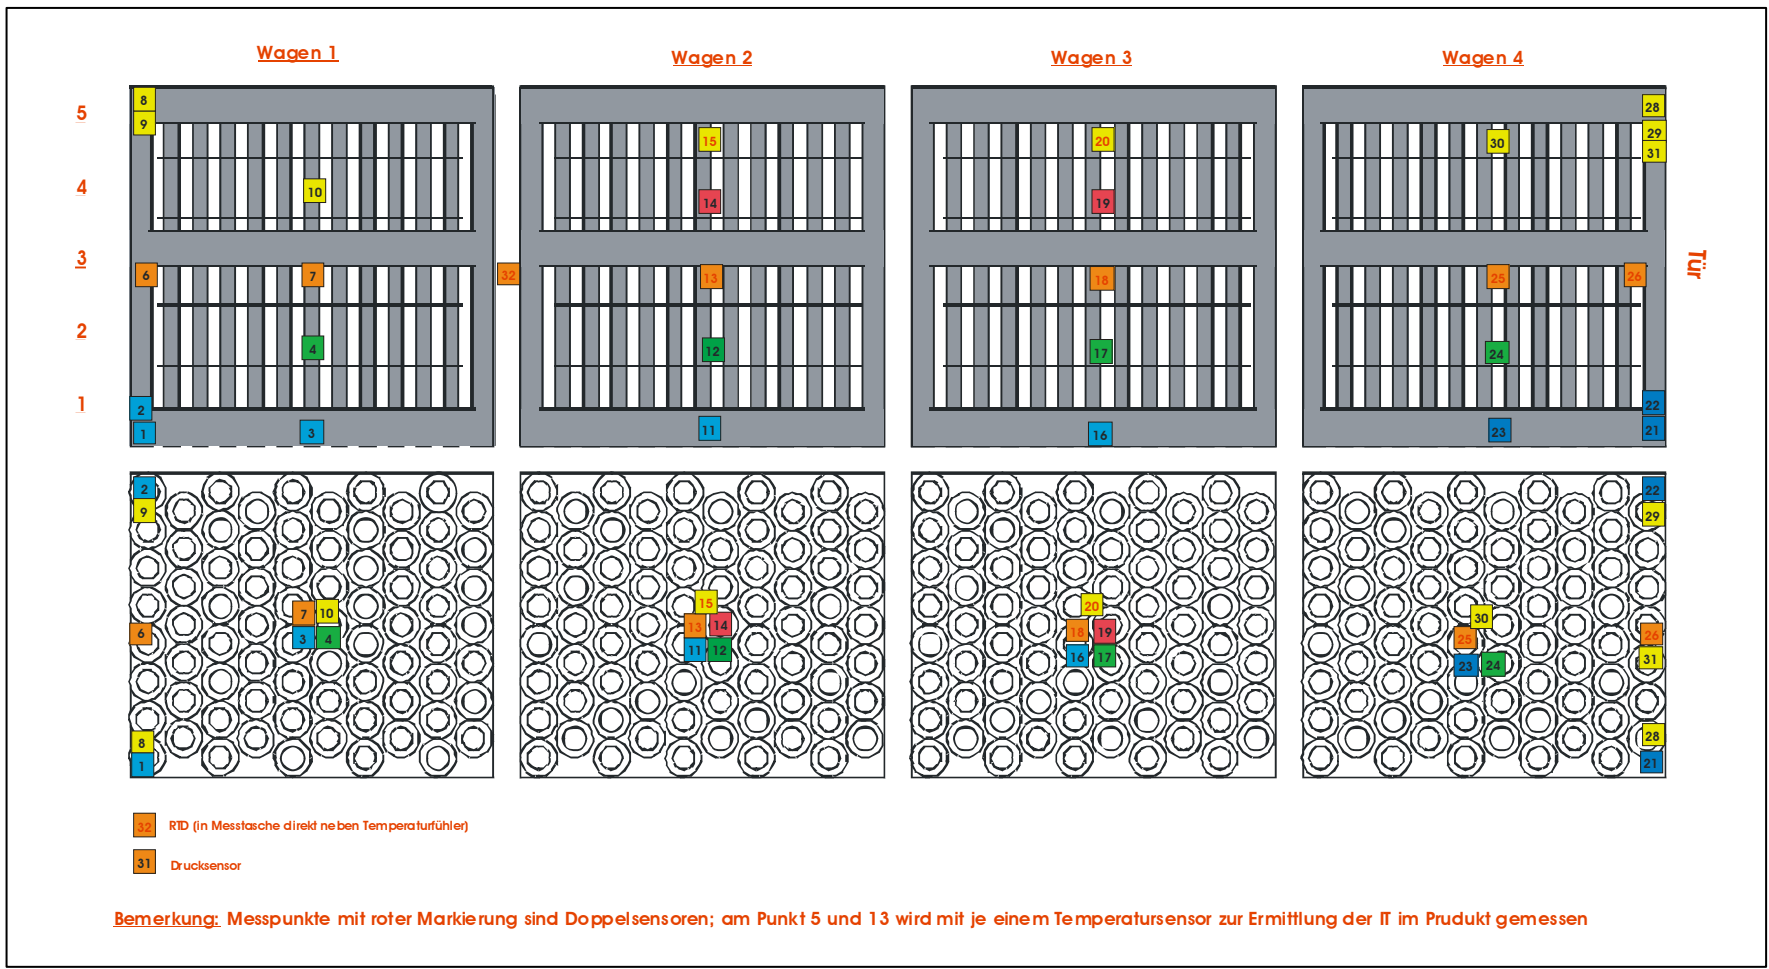 Wagen 1 Wagen 2 Wagen 3 Wagen 4
8 28
5 9 15 20 30 29
31
4 10 14 19
3 6 7 32 13 18 25 26 Tür
2 4 12 17 24
1 2 22
1 3 11 16 23 21
2 22
9 29
7 10 15 20 30
6 13 14 18 19 25 26
3 4 11 12 16 17 23 24 31
8 28
1 21
32 RTD (in Messtasche direkt neben Temperaturfühler)
31 Drucksensor
Bemerkung: Messpunkte mit roter Markierung sind Doppelsensoren; am Punkt 5 und 13 wird mit je einem Temperatursensor zur Ermittlung der IT im Prudukt gemessen